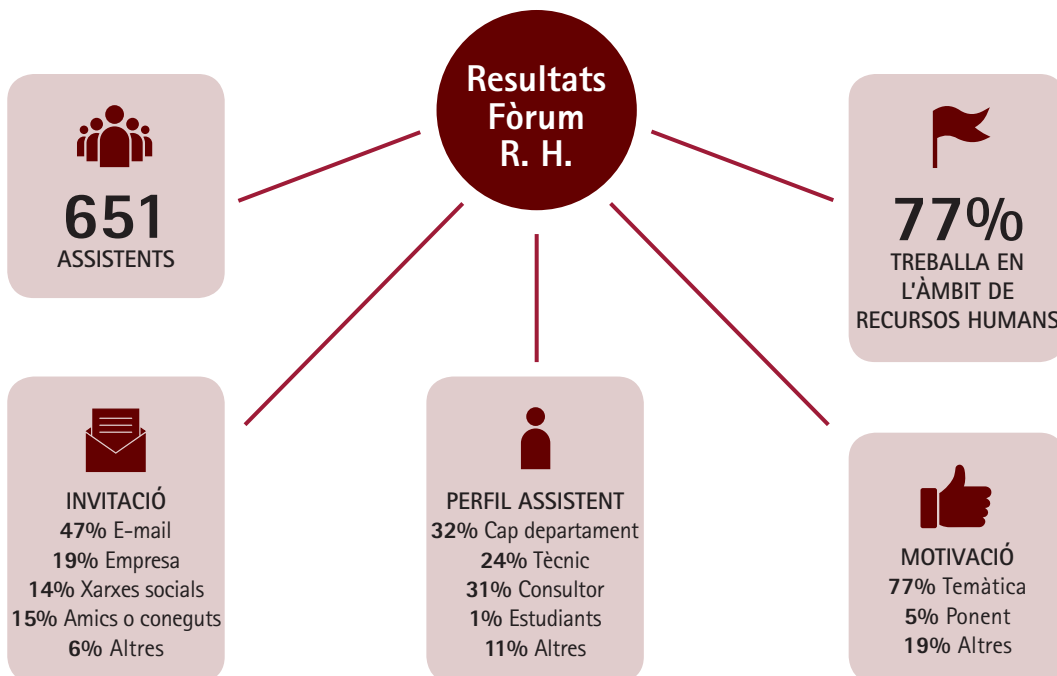 Resultats
Fòrum
R. H.
651
ASSISTENTS
77%
TREBALLA EN
L'ÀMBIT DE
RECURSOS HUMANS
INVITACIÓ
47% E-mail
19% Empresa
14% Xarxes socials
15% Amics o coneguts
6% Altres
PERFIL ASSISTENT
32% Cap departament
24% Tècnic
31% Consultor
1% Estudiants
11% Altres
MOTIVACIÓ
77% Temàtica
5% Ponent
19% Altres